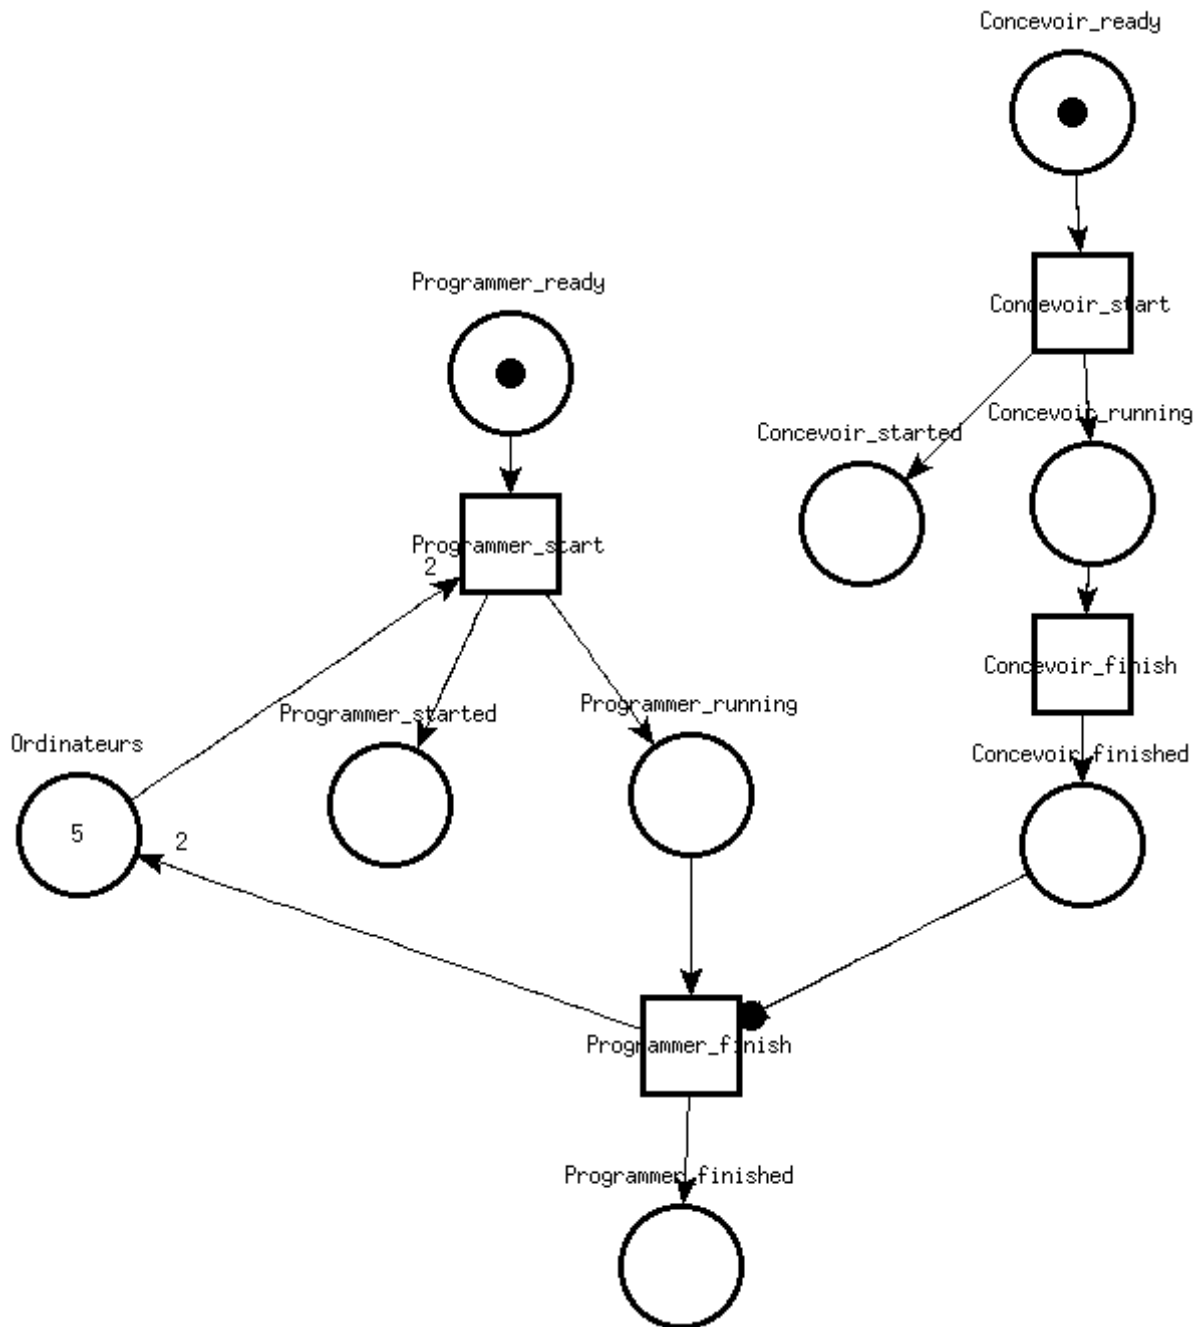 Concevoir_ready
Programmer_ready
Concevoir_start
Concevoir_running
Concevoir_started
Programmer_start
2
Concevoir_finish
Programmer_running
Programmer_started
Ordinateurs
Concevoir_finished
5
2
Programmer_finish
Programmer_finished